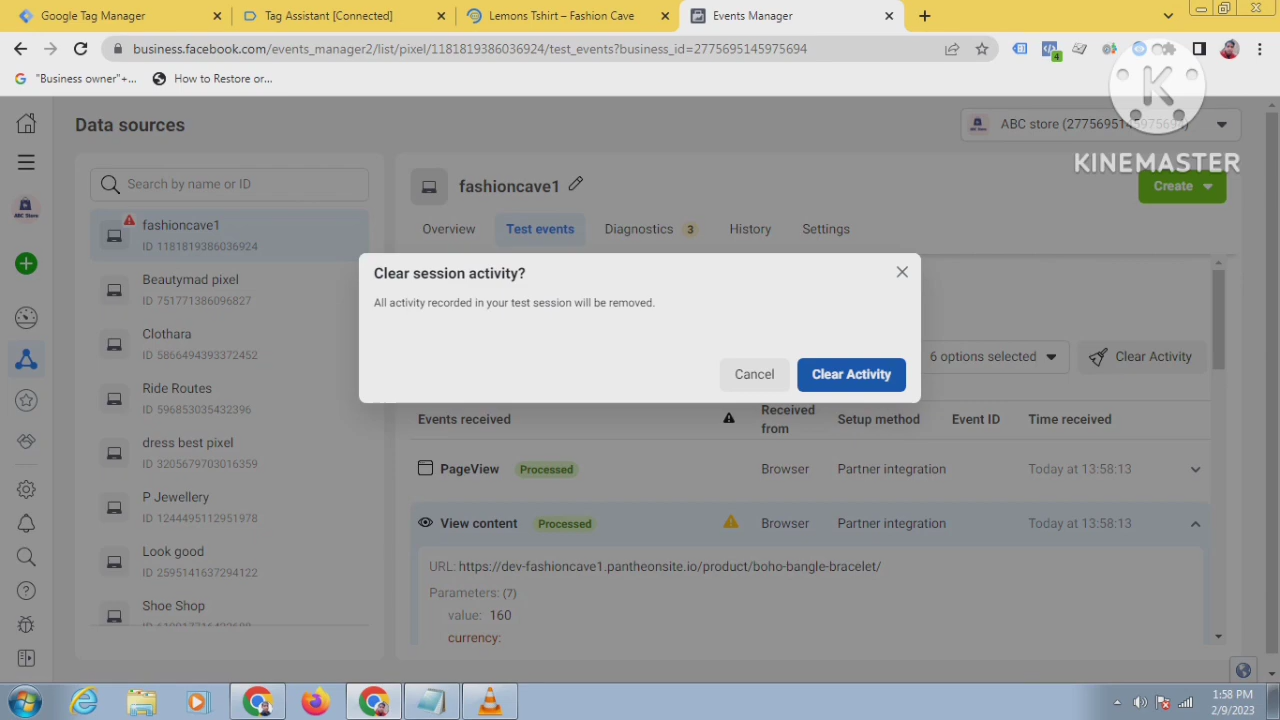 Google Tag Manager
Tag Assistant [Connected]
Lemons Tshirt – Fashion Cave
Events Manager
business.facebook.com/events_manager2/list/pixel/1181819386036924/test_events?business_id=2775695145975694
4
"Business owner"+...
How to Restore or...
KINEMASTER
Data sources
ABC store
Search by name or ID
fashioncave1
ID 1181819386036924
Beautymad pixel
ID 751771386096827
Clothara
ID 5866494393372452
Ride Routes
ID 596853035432396
dress best pixel
ID 3205679703016359
P Jewellery
ID 1244495112951978
Look good
ID 2595141637294122
Shoe Shop
ABC Store
fashioncave1
Create
Overview
Test events
Diagnostics 3
History
Settings
Clear session activity?
All activity recorded in your test session will be removed.
Cancel
Clear Activity
6 options selected
Clear Activity
Events received
Received from
Setup method
Event ID
Time received
PageView Processed Browser Partner integration Today at 13:58:13
View content Processed Browser Partner integration Today at 13:58:13
URL: https://dev-fashioncave1.pantheonsite.io/product/boho-bangle-bracelet/
Parameters: (7)
value: 160
currency:
1:58 PM
2/9/2023